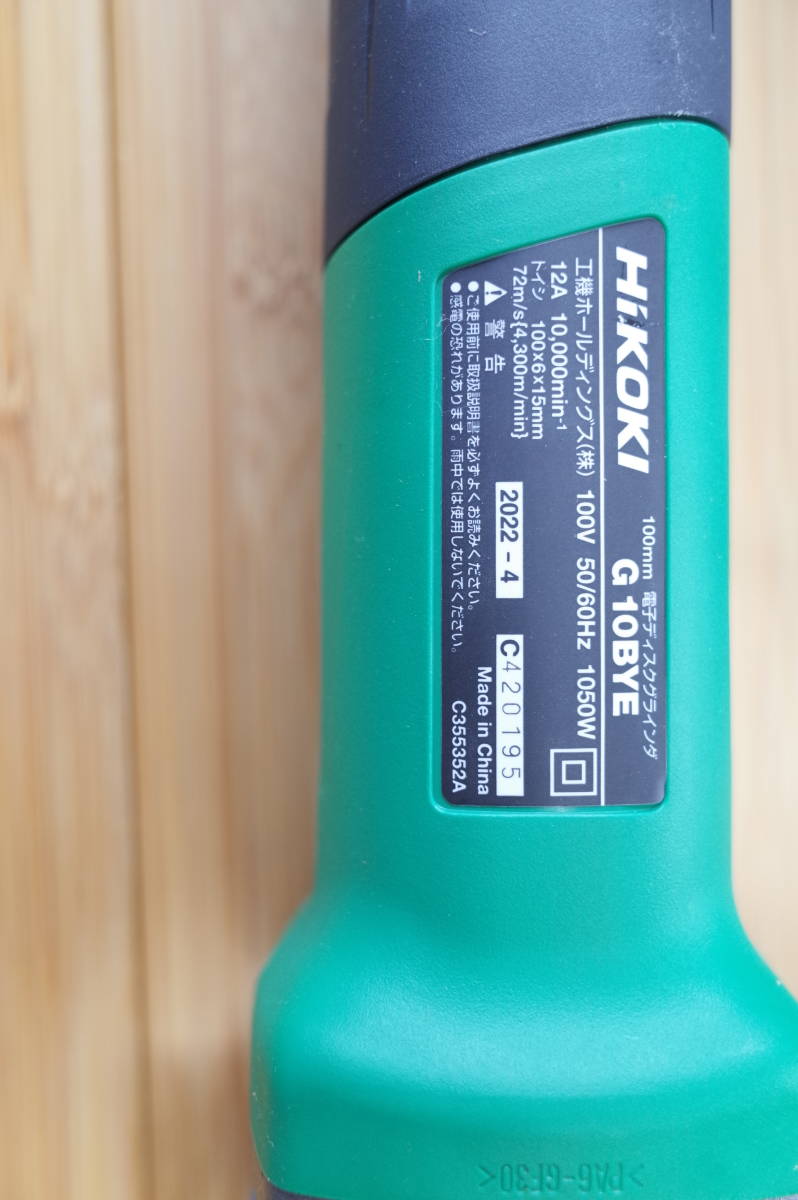 HiKOKI
100mm 電子ディスクグラインダ
G 10BYE
工機ホールディングス(株) 100V 50/60Hz 1050W
12A 10,000min-1
トイシ 100x6x15mm
72m/s{4,300m/min}
2022 - 4
C420195
警告
Made in China
●ご使用前に取扱説明書を必ずよくお読みください。
●感電の恐れがあります。雨中では使用しないでください。
C355352A
>PA6-GF30<